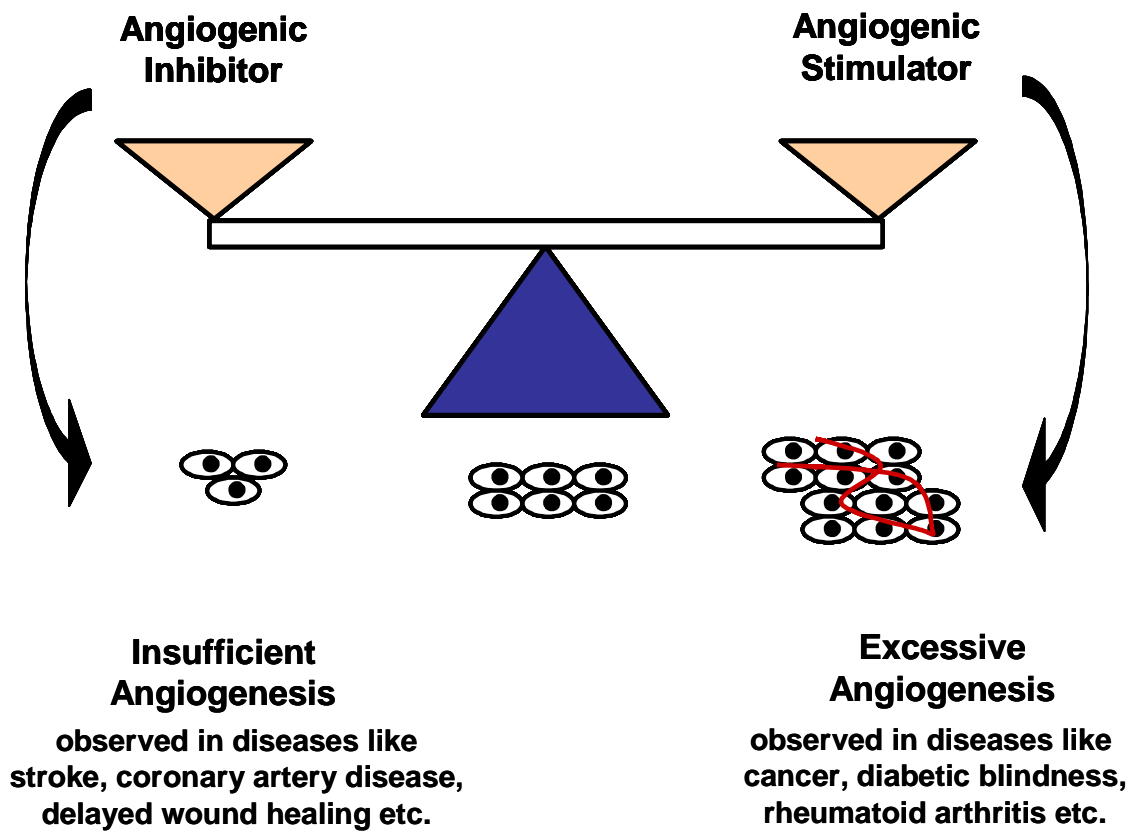 Angiogenic
Inhibitor
Angiogenic
Stimulator
Insufficient
Angiogenesis
observed in diseases like
stroke, coronary artery disease,
delayed wound healing etc.
Excessive
Angiogenesis
observed in diseases like
cancer, diabetic blindness,
rheumatoid arthritis etc.